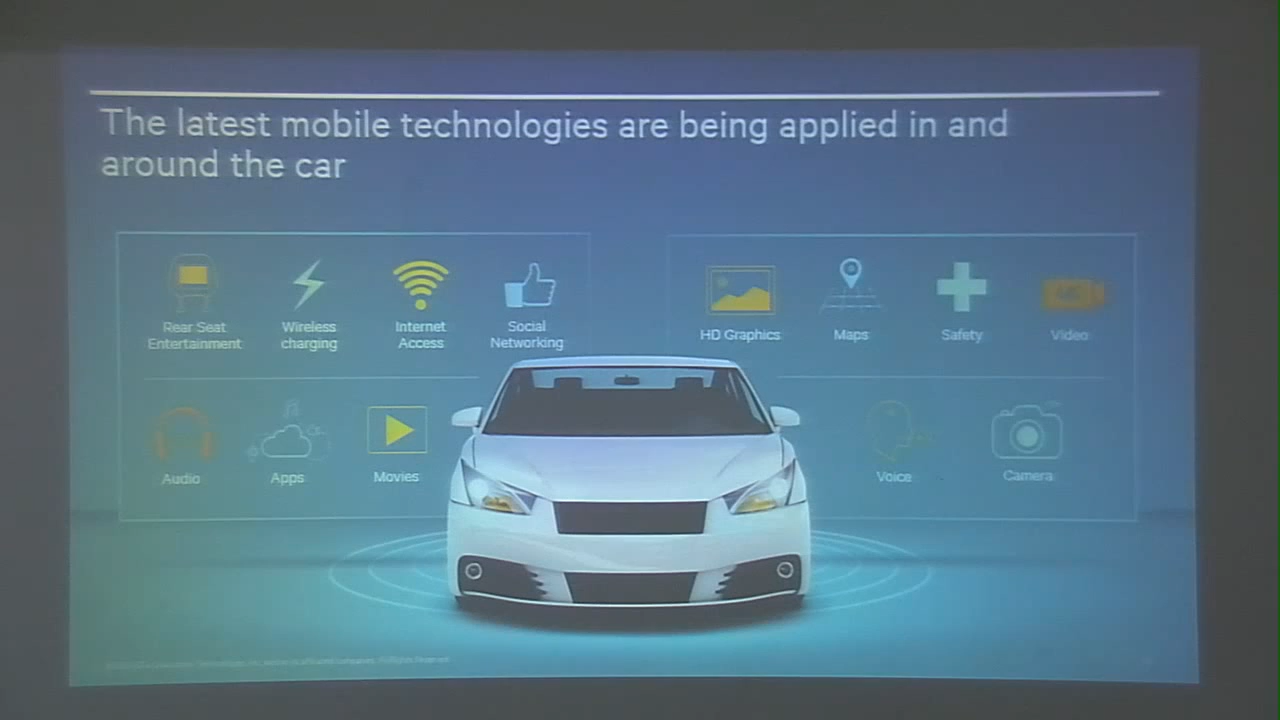 The latest mobile technologies are being applied in and
around the car
Rear Seat
Entertainment
Wireless
charging
Internet
Access
Social
Networking
Audio
Apps
Movies
HD Graphics
Maps
Safety
Video
Voice
Camera